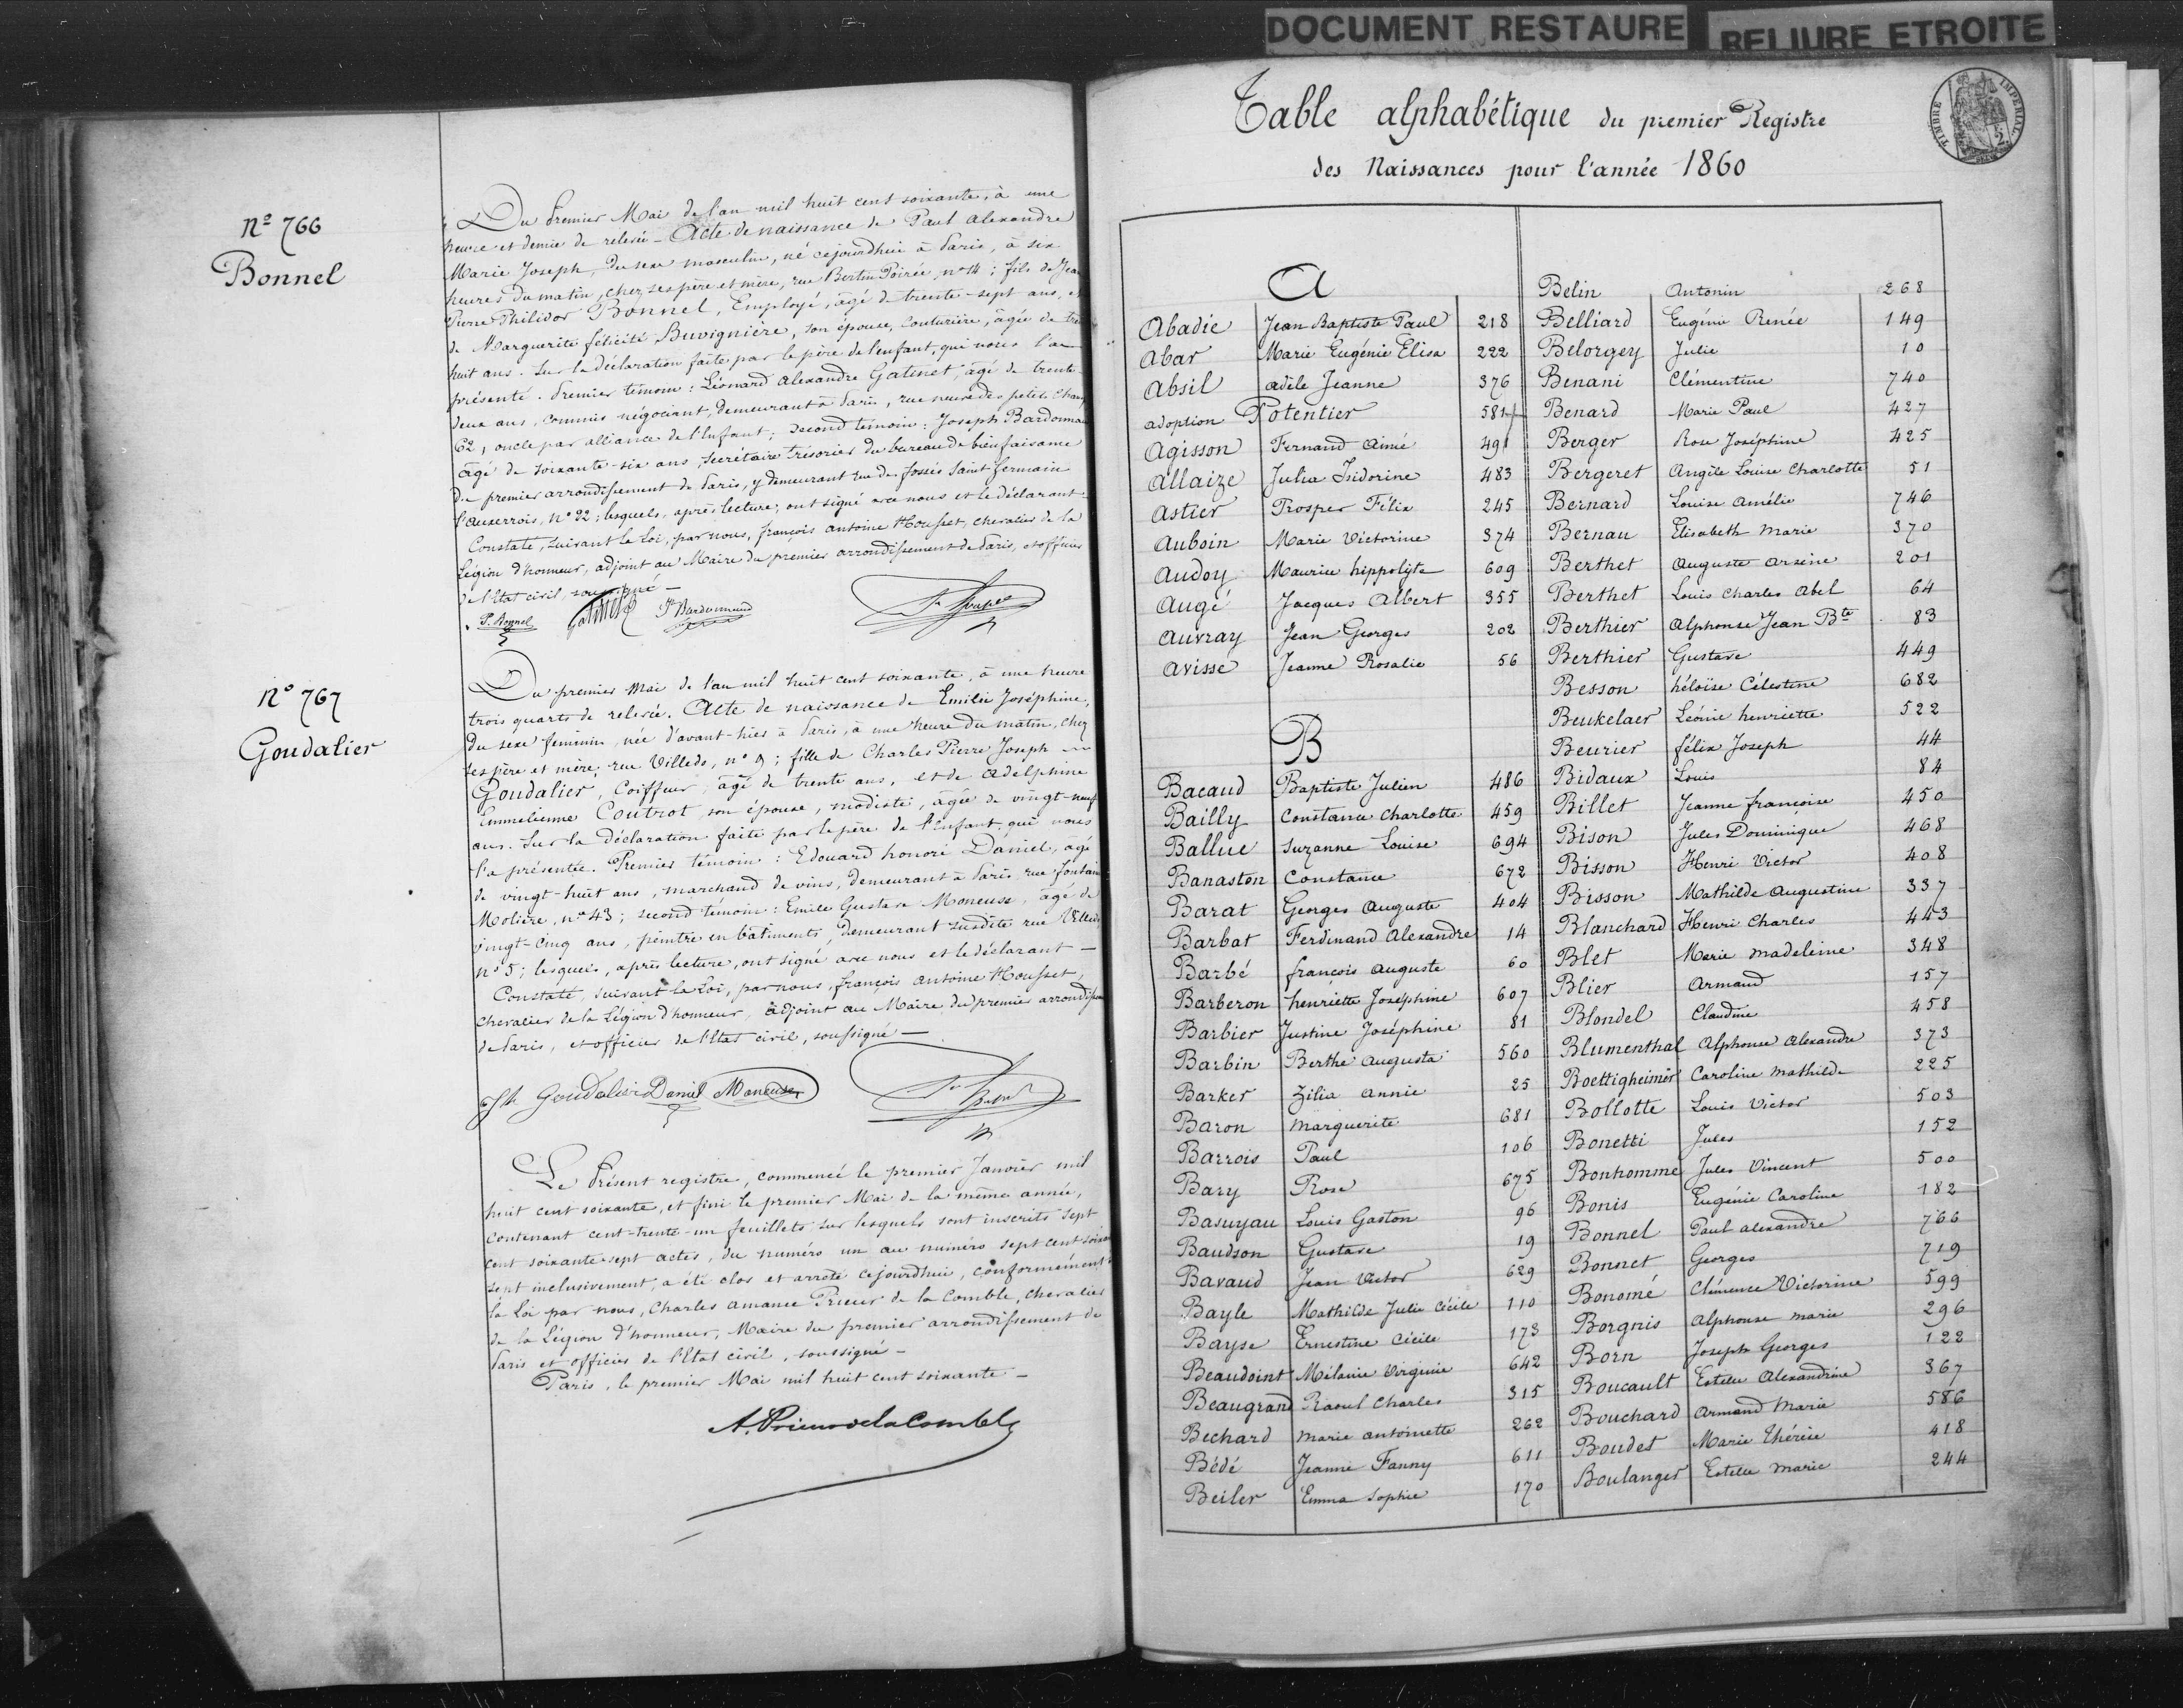 DOCUMENT RESTAURE
RELIURE ETROITE
Nº 766
Bonnel
Du Premier Mai de l'an mil huit cent soixante, à une
heure et demie de relevée - Acte de naissance de Paul Alexandre
Marie Joseph, du sexe masculin, né cejourdhui à Paris, à six
heures du matin, chez ses père et mère, rue Bertin Poirée, nº 14 ; fils de Jean
Pierre Philidor Bonnel, Employé, âgé de trente-sept ans, et
de Marguerite félicité Buvignière, son épouse, Couturière, âgée de
huit ans. Sur la déclaration faite par le père de l'enfant, qui nous l'a
présenté. Premier témoin : Léonard Alexandre Gatinet, âgé de trente-
deux ans, commis négociant, demeurant à Paris, rue neuve des petits Champs
62, oncle par alliance de l'Enfant ; Second témoin : Joseph Bardonnaud
âgé de soixante-six ans, Secrétaire trésorier du bureau de bienfaisance
du premier arrondissement de Paris, y demeurant rue des fossés Saint Germain
l'auxerrois, nº 22 ; lesquels, après lecture, ont signé avec nous et le déclarant
Constaté, suivant la Loi, par nous, françois antoine Housset, chevalier de la
Légion d'honneur, adjoint au Maire du premier arrondissement de Paris, et officier
de l'Etat civil, soussigné —
P. Bonnel Gatinet Jh Bardonnaud
Nº 767
Goudalier
Du premier Mai de l'an mil huit cent soixante, à une heure
trois quarts de relevée. Acte de naissance de Emilie Joséphine,
du sexe féminin, née d'avant-hier à Paris, à une heure du matin, chez
ses père et mère, rue Villedo, nº 9 ; fille de Charles Pierre Joseph
Goudalier, Coiffeur, âgé de trente ans, et de adelphine
Emmelienne Coutrot, son épouse, modiste, âgée de vingt-neuf
ans. Sur la déclaration faite par le père de l'Enfant qui nous
l'a présentée. Premier témoin : Edouard honoré Daniel, âgé
de vingt-huit ans, marchand de vins, demeurant à Paris rue fontaine
Molière, nº 43 ; second témoin : Emile Gustave Moneuse, âgé de
vingt-cinq ans, peintre en bâtiments, demeurant susdite rue Villedo,
nº 5 ; lesquels, après lecture, ont signé avec nous et le déclarant —
Constaté, suivant la Loi, par nous, françois antoine Housset,
chevalier de la Légion d'honneur, adjoint au Maire du premier arrondissement
de Paris, et officier de l'Etat civil, soussigné —
Goudalier Daniel Moneuse
Le Présent registre, commencé le premier Janvier mil
huit cent soixante, et fini le premier Mai de la même année,
contenant cent-trente-un feuillets sur lesquels sont inscrits sept
cent soixante-sept actes, du numéro un au numéro sept cent soixante
sept inclusivement, a été clos et arrêté cejourdhui, conformément à
la Loi par nous, Charles amance Prieur de la Comble, chevalier
de la Légion d'honneur, Maire du premier arrondissement de
Paris et officier de l'Etat civil, soussigné —
Paris, le premier Mai mil huit cent soixante —
A. Prieur de la Comble
TIMBRE IMPERIAL
Table alphabétique du premier Registre
des Naissances pour l'année 1860
A
Abadie Jean Baptiste Paul 218
Abar Marie Eugénie Elisa 222
Absil adèle Jeanne 376
adoption Potentier 581
Agisson Fernand Aimé 491
Allaize Julia Isidorine 483
Astier Prosper Félix 245
Auboin Marie Victorine 374
Audoy Maurice hippolyte 609
Augé Jacques Albert 355
Auvray Jean Georges 202
Avisse Jeanne Rosalie 56
B
Bacaud Baptiste Julien 486
Bailly Constance Charlotte 459
Ballue Suzanne Louise 694
Banaston Constance 672
Barat Georges Auguste 404
Barbat Ferdinand Alexandre 14
Barbé françois Auguste 60
Barberon henriette Joséphine 607
Barbier Justine Joséphine 81
Barbin Berthe Augusta 560
Barker Zilia annie 25
Baron Marguerite 681
Barrois Paul 106
Bary Rose 675
Basuyau Louis Gaston 96
Baudson Gustave 19
Bavaud Jean Victor 629
Bayle Mathilde Julie Cécile 110
Bayse Ernestine Cécile 173
Beaudoint Mélanie Virginie 642
Beaugrand Raoul Charles 315
Bechard Marie antoinette 262
Bédé Jeanne Fanny 611
Beiler Emma Sophie 170
Belin Antonin 268
Belliard Eugénie Renée 149
Belorgey Julie 10
Benani Clémentine 740
Benard Marie Paul 427
Berger Rose Joséphine 425
Bergeret Angèle Louise Charlotte 51
Bernard Louise Amélie 746
Bernau Elisabeth Marie 370
Berthet Auguste Arsène 201
Berthet Louis Charles Abel 64
Berthier Alphonse Jean Bte 83
Berthier Gustave 449
Besson héloïse Célestine 682
Beukelaer Léonie henriette 522
Beurier félix Joseph 44
Bidaux Louis 84
Billet Jeanne françoise 450
Bison Jules Dominique 468
Bisson Henri Victor 408
Bisson Mathilde Augustine 337
Blanchard Henri Charles 443
Blet Marie Madeleine 348
Blier Armand 157
Blondel Claudine 458
Blumenthal Alphonse Alexandre 373
Boettigheimer Caroline Mathilde 225
Bollotte Louis Victor 503
Bonetti Jules 152
Bonhomme Jules Vincent 500
Bonis Eugénie Caroline 182
Bonnel Paul alexandre 766
Bonnet Georges 719
Bonomé Clémence Victorine 599
Borgnis Alphonse Marie 296
Born Joseph Georges 122
Boucault Estelle Alexandrine 367
Bouchard Armand Marie 586
Boudet Marie Thérèse 418
Boulanger Estelle Marie 244